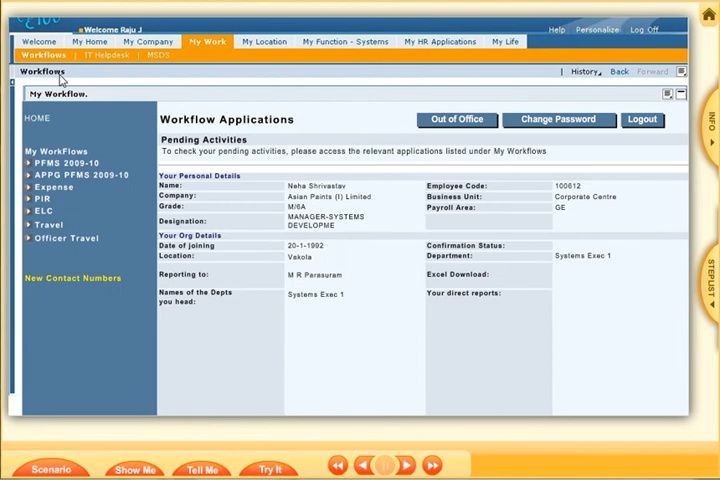 Welcome Raju J
Help Personalize Log Off
Welcome My Home My Company My Work My Location My Function - Systems My HR Applications My Life
Workflows | IT Helpdesk | MSDS
Workflows
| History Back Forward
My Workflow.
HOME
Workflow Applications
Out of Office Change Password Logout
Pending Activities
To check your pending activities, please access the relevant applications listed under My Workflows
My WorkFlows
PFMS 2009-10
APPG PFMS 2009-10
Expense
PIR
ELC
Travel
Officer Travel
New Contact Numbers
Your Personal Details
Name: Neha Shrivastav Employee Code: 100612
Company: Asian Paints (I) Limited Business Unit: Corporate Centre
Grade: M/6A Payroll Area: GE
Designation: MANAGER-SYSTEMS
DEVELOPME
Your Org Details
Date of joining 20-1-1992 Confirmation Status:
Location: Vakola Department: Systems Exec 1
Reporting to: M R Parasuram Excel Download:
Names of the Depts Systems Exec 1 Your direct reports:
you head:
INFO
STEPLIST
Scenario Show Me Tell Me Try It